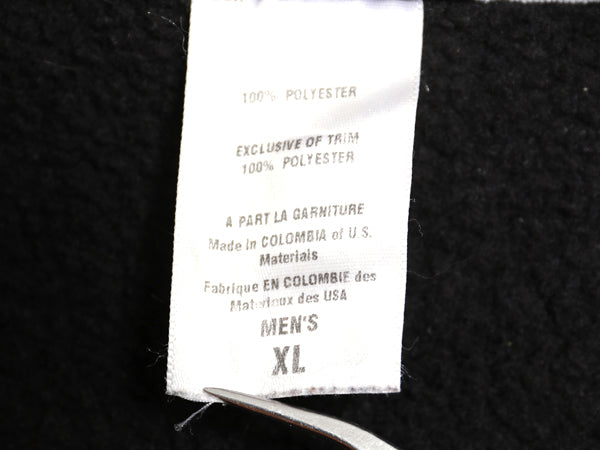 100% POLYESTER
EXCLUSIVE OF TRIM
100% POLYESTER
A PART LA GARNITURE
Made in COLOMBIA of U.S.
Materials
Fabrique EN COLOMBIE des
Materioux des USA
MEN'S
XL